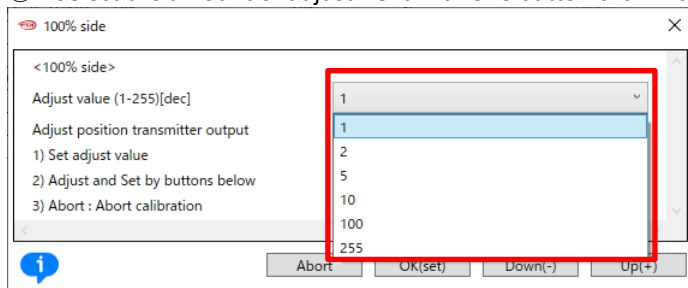 100% side
<100% side>
Adjust value (1-255)[dec]
1
Adjust position transmitter output
1
1) Set adjust value
2
2) Adjust and Set by buttons below
5
3) Abort : Abort calibration
10
100
255
Abort
OK(set)
Down(-)
Up(+)